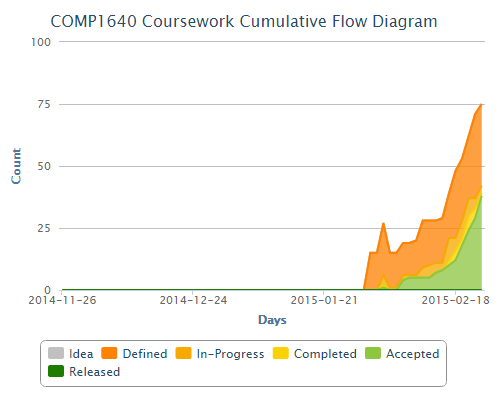 COMP1640 Coursework Cumulative Flow Diagram
100
75
50
25
0
Count
2014-11-26 2014-12-24 2015-01-21 2015-02-18
Days
Idea Defined In-Progress Completed Accepted
Released